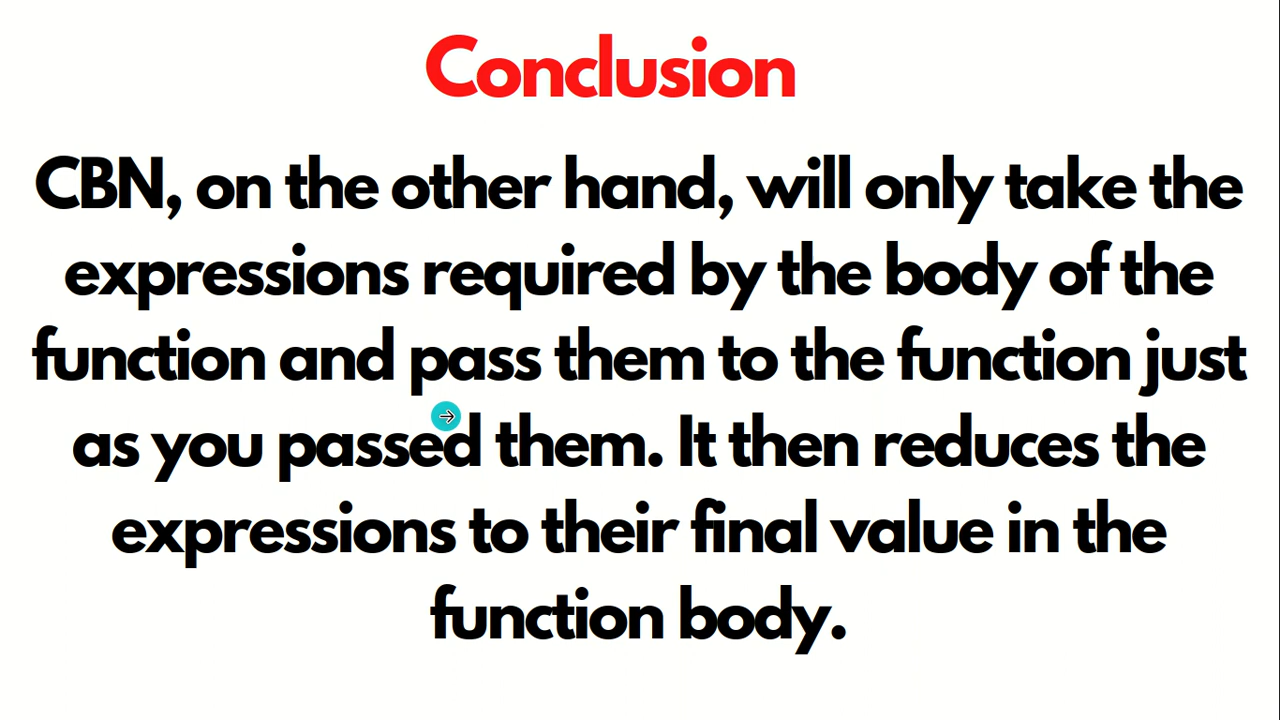 Conclusion
CBN, on the other hand, will only take the
expressions required by the body of the
function and pass them to the function just
as you passed them. It then reduces the
expressions to their final value in the
function body.